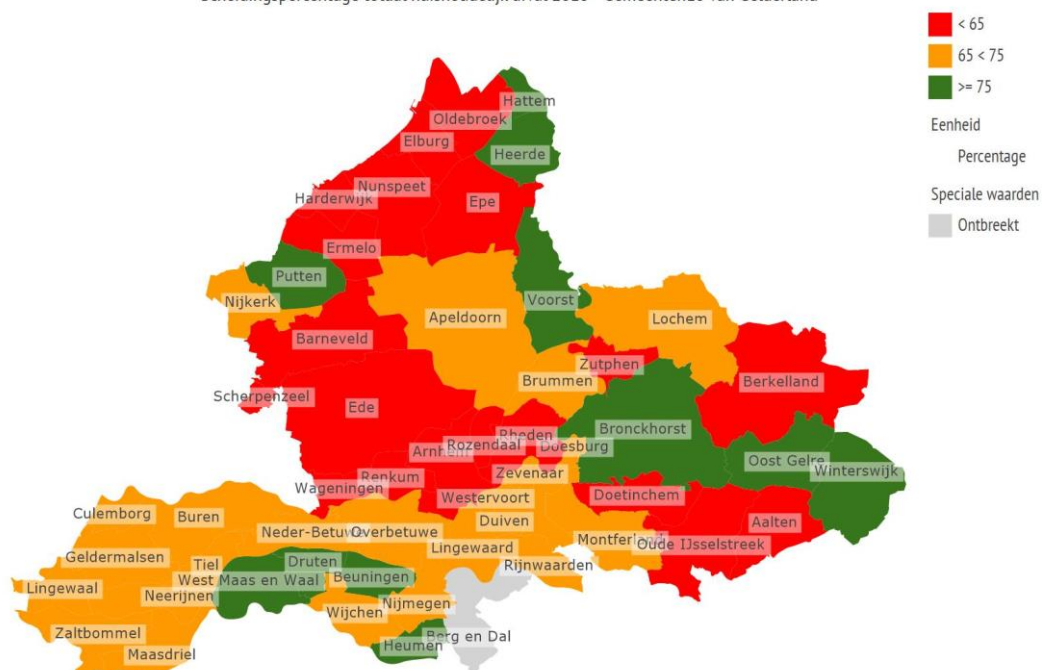 < 65
65 < 75
>= 75
Eenheid
Percentage
Speciale waarden
Ontbreekt
Hattem
Oldebroek
Elburg
Heerde
Nunspeet
Harderwijk
Epe
Ermelo
Putten
Nijkerk
Voorst
Apeldoorn
Lochem
Barneveld
Zutphen
Brummen
Berkelland
Scherpenzeel
Ede
Bronckhorst
Rheden
Rozendaal
Doesburg
Arnhem
Oost Gelre
Winterswijk
Zevenaar
Renkum
Wageningen
Westervoort
Doetinchem
Culemborg
Buren
Duiven
Aalten
Neder-Betuwe
Overbetuwe
Montferland
Oude IJsselstreek
Lingewaard
Geldermalsen
Tiel
Druten
Rijnwaarden
West Maas en Waal
Beuningen
Lingewaal
Neerijnen
Wijchen
Nijmegen
Zaltbommel
Berg en Dal
Heumen
Maasdriel